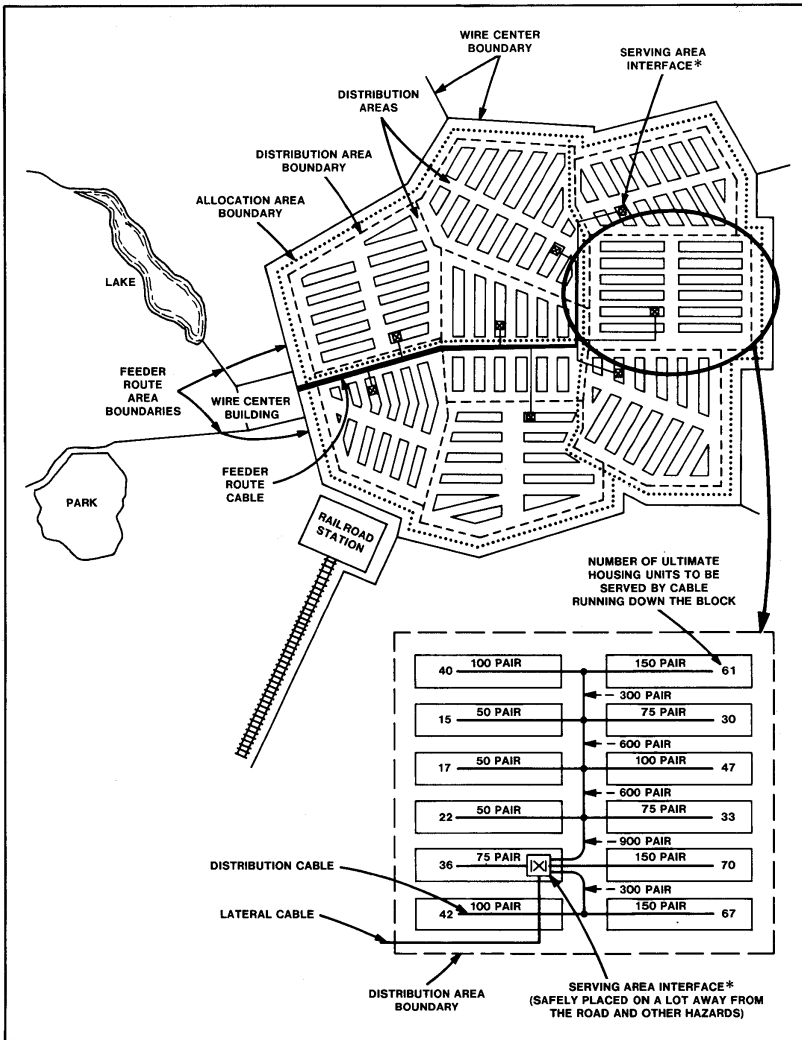 WIRE CENTER
BOUNDARY
SERVING AREA
INTERFACE*
DISTRIBUTION
AREAS
DISTRIBUTION AREA
BOUNDARY
ALLOCATION AREA
BOUNDARY
LAKE
FEEDER
ROUTE
AREA
BOUNDARIES
WIRE CENTER
BUILDING
FEEDER
ROUTE
CABLE
PARK
RAILROAD
STATION
NUMBER OF ULTIMATE
HOUSING UNITS TO BE
SERVED BY CABLE
RUNNING DOWN THE BLOCK
40 100 PAIR 150 PAIR 61
300 PAIR
15 50 PAIR 75 PAIR 30
600 PAIR
17 50 PAIR 100 PAIR 47
600 PAIR
22 50 PAIR 75 PAIR 33
900 PAIR
36 75 PAIR 150 PAIR 70
300 PAIR
42 100 PAIR 150 PAIR 67
DISTRIBUTION CABLE
LATERAL CABLE
DISTRIBUTION AREA
BOUNDARY
SERVING AREA INTERFACE*
(SAFELY PLACED ON A LOT AWAY FROM
THE ROAD AND OTHER HAZARDS)